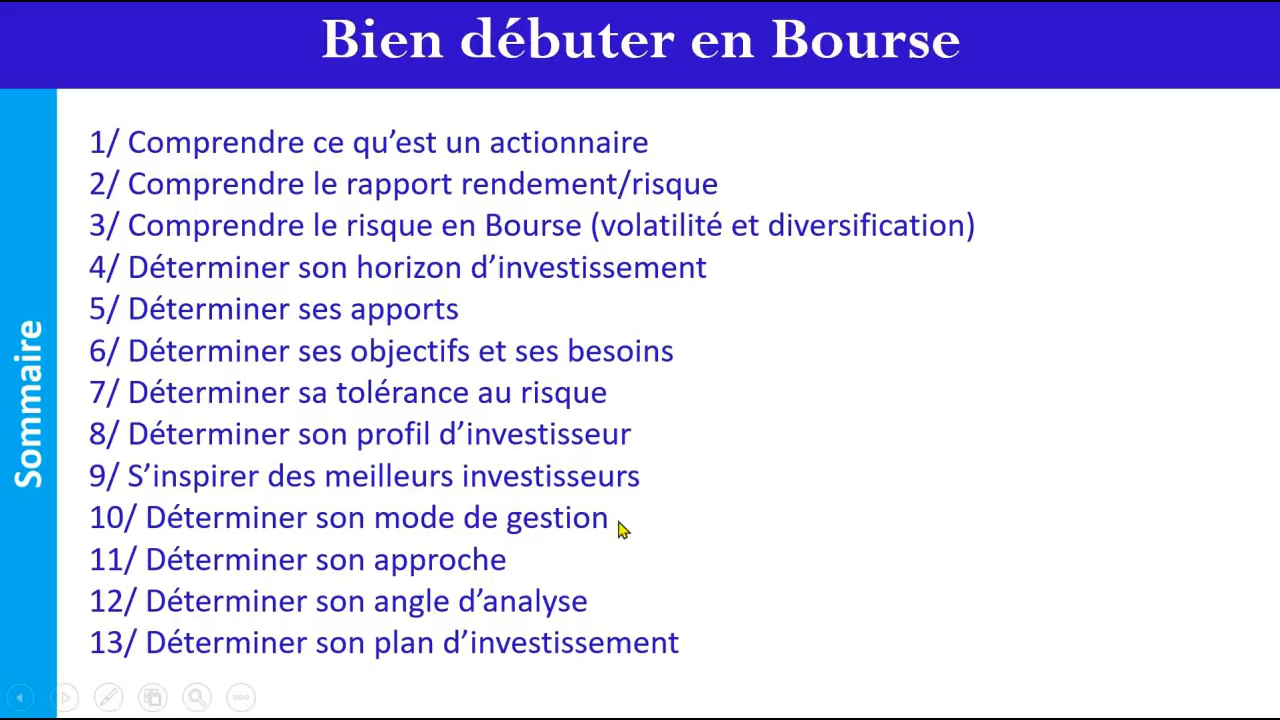 Bien débuter en Bourse
Sommaire
1/ Comprendre ce qu’est un actionnaire
2/ Comprendre le rapport rendement/risque
3/ Comprendre le risque en Bourse (volatilité et diversification)
4/ Déterminer son horizon d’investissement
5/ Déterminer ses apports
6/ Déterminer ses objectifs et ses besoins
7/ Déterminer sa tolérance au risque
8/ Déterminer son profil d’investisseur
9/ S’inspirer des meilleurs investisseurs
10/ Déterminer son mode de gestion
11/ Déterminer son approche
12/ Déterminer son angle d’analyse
13/ Déterminer son plan d’investissement